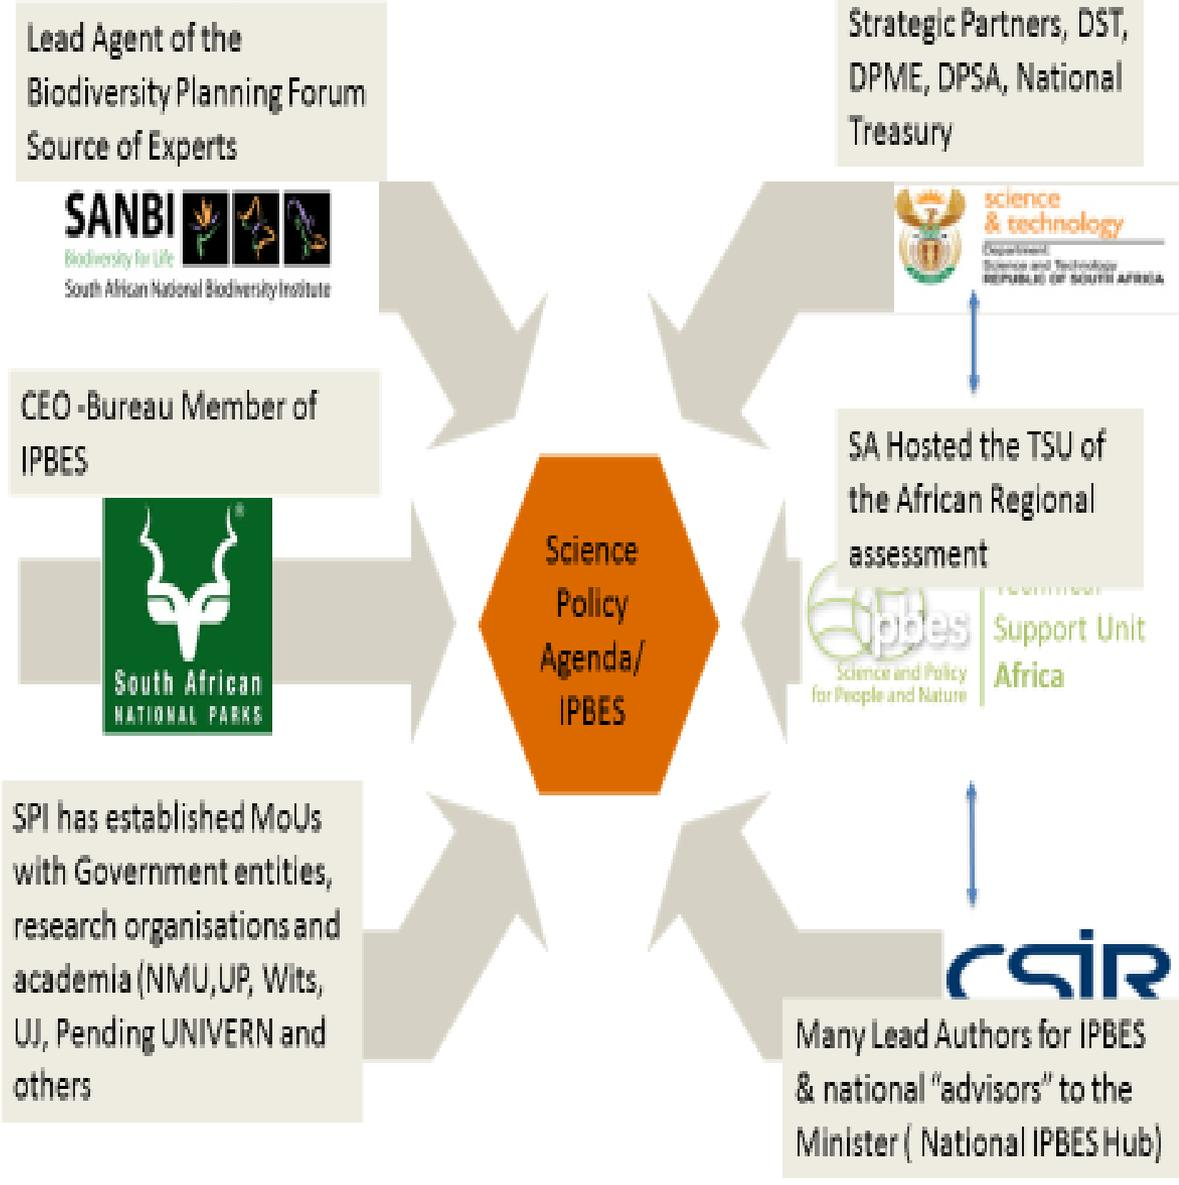 Lead Agent of the
Biodiversity Planning Forum
Source of Experts
SANBI
Biodiversity for Life
South African National Biodiversity Institute
CEO -Bureau Member of
IPBES
®
South African
NATIONAL PARKS
SPI has established MoUs
with Government entities,
research organisations and
academia (NMU,UP, Wits,
UJ, Pending UNIVERN and
others
Science
Policy
Agenda/
IPBES
Strategic Partners, DST,
DPME, DPSA, National
Treasury
science
& technology
Department:
Science and Technology
REPUBLIC OF SOUTH AFRICA
SA Hosted the TSU of
the African Regional
assessment
ipbes
Science and Policy
for People and Nature
Technical
Support Unit
Africa
CSIR
Many Lead Authors for IPBES
& national “advisors” to the
Minister ( National IPBES Hub)